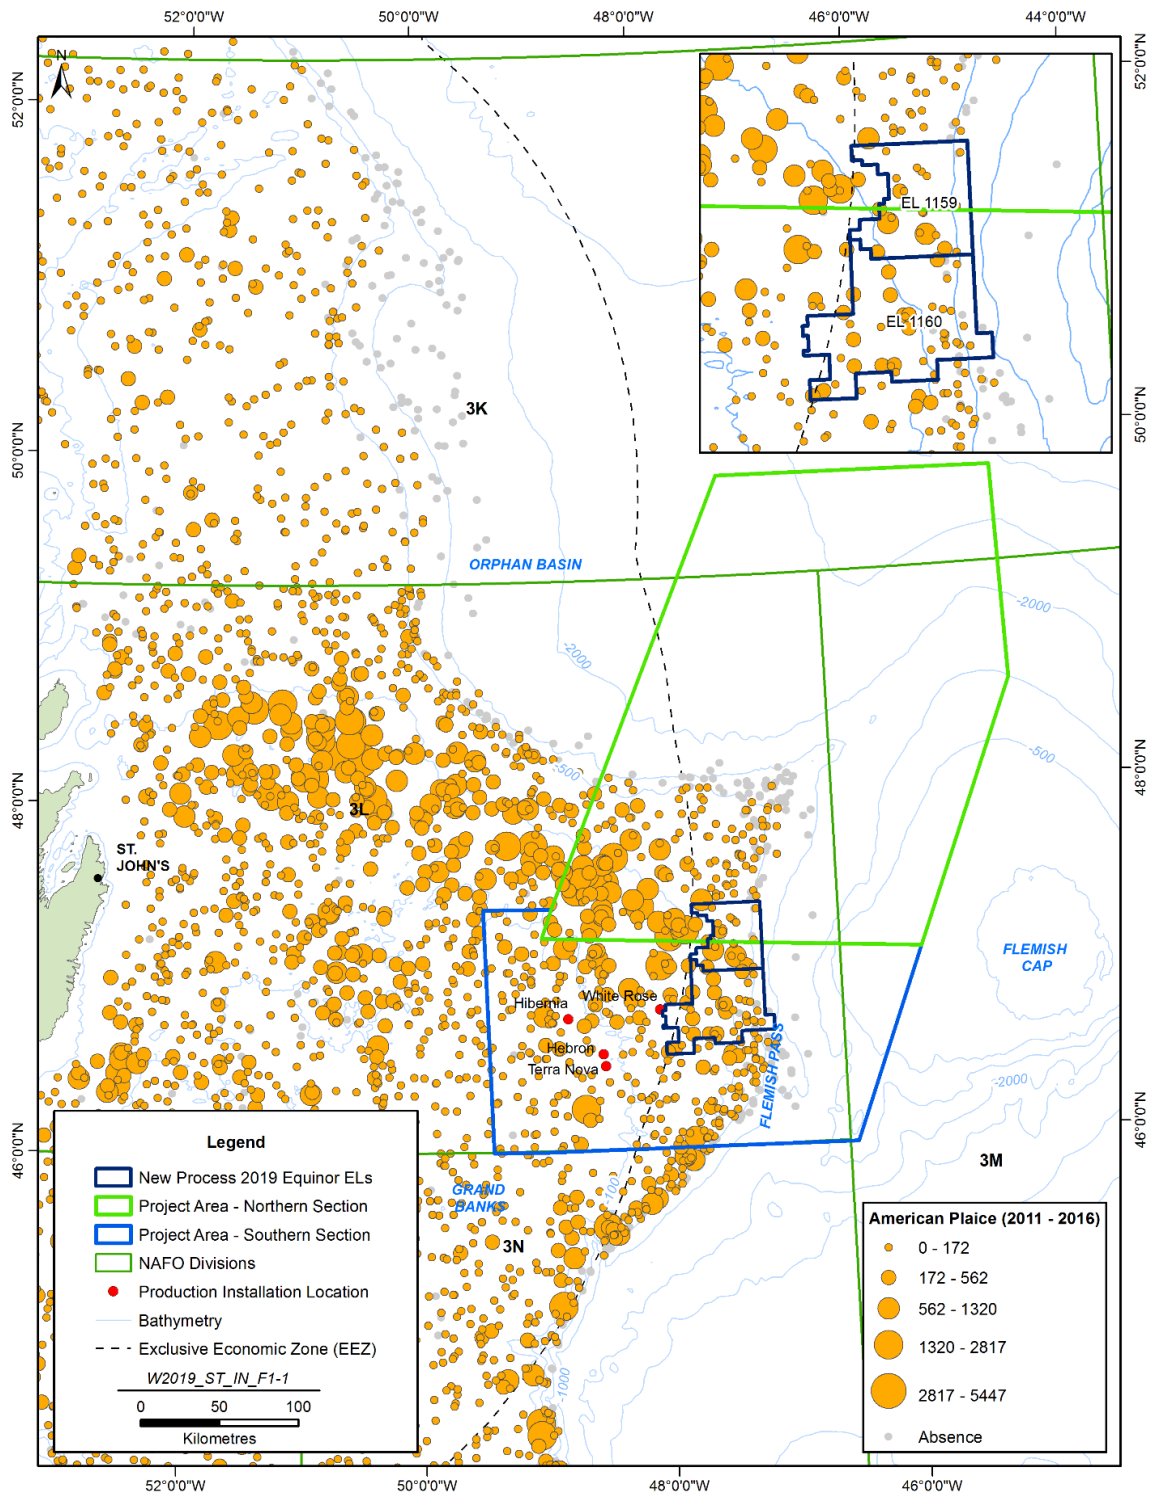 52°0'0"W 50°0'0"W 48°0'0"W 46°0'0"W 44°0'0"W
N
52°0'0"N
52°0'0"N
EL 1159
EL 1160
3K
50°0'0"N
50°0'0"N
ORPHAN BASIN
-2000
-2000
-500
-500
48°0'0"N
48°0'0"N
3L
ST.
JOHN'S
FLEMISH
CAP
White Rose
Hibernia
Hebron
Terra Nova
FLEMISH PASS
-2000
46°0'0"N
46°0'0"N
3M
GRAND
BANKS
-100
3N
-1000
Legend
New Process 2019 Equinor ELs
Project Area - Northern Section
Project Area - Southern Section
NAFO Divisions
Production Installation Location
Bathymetry
Exclusive Economic Zone (EEZ)
W2019_ST_IN_F1-1
0 50 100
Kilometres
American Plaice (2011 - 2016)
0 - 172
172 - 562
562 - 1320
1320 - 2817
2817 - 5447
Absence
52°0'0"W 50°0'0"W 48°0'0"W 46°0'0"W